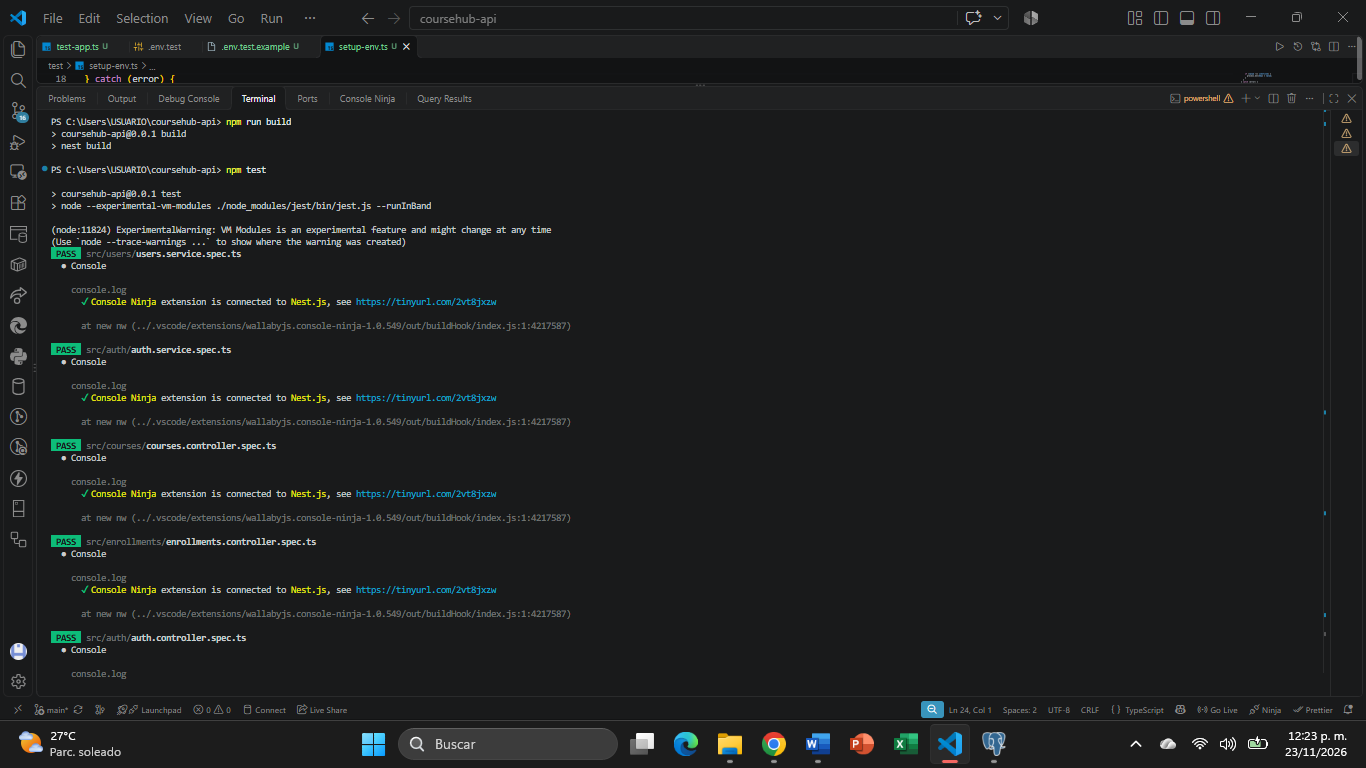 File Edit Selection View Go Run ··· coursehub-api
test-app.ts U .env.test .env.test.example U setup-env.ts U
test > setup-env.ts > ...
18 } catch (error) {
Problems Output Debug Console Terminal Ports Console Ninja Query Results powershell
PS C:\Users\USUARIO\coursehub-api> npm run build
> coursehub-api@0.0.1 build
> nest build
PS C:\Users\USUARIO\coursehub-api> npm test
> coursehub-api@0.0.1 test
> node --experimental-vm-modules ./node_modules/jest/bin/jest.js --runInBand
(node:11824) ExperimentalWarning: VM Modules is an experimental feature and might change at any time
(Use `node --trace-warnings ...` to show where the warning was created)
PASS src/users/users.service.spec.ts
● Console
console.log
✓ Console Ninja extension is connected to Nest.js, see https://tinyurl.com/2vt8jxzw
at new nw (../.vscode/extensions/wallabyjs.console-ninja-1.0.549/out/buildHook/index.js:1:4217587)
PASS src/auth/auth.service.spec.ts
● Console
console.log
✓ Console Ninja extension is connected to Nest.js, see https://tinyurl.com/2vt8jxzw
at new nw (../.vscode/extensions/wallabyjs.console-ninja-1.0.549/out/buildHook/index.js:1:4217587)
PASS src/courses/courses.controller.spec.ts
● Console
console.log
✓ Console Ninja extension is connected to Nest.js, see https://tinyurl.com/2vt8jxzw
at new nw (../.vscode/extensions/wallabyjs.console-ninja-1.0.549/out/buildHook/index.js:1:4217587)
PASS src/enrollments/enrollments.controller.spec.ts
● Console
console.log
✓ Console Ninja extension is connected to Nest.js, see https://tinyurl.com/2vt8jxzw
at new nw (../.vscode/extensions/wallabyjs.console-ninja-1.0.549/out/buildHook/index.js:1:4217587)
PASS src/auth/auth.controller.spec.ts
● Console
console.log
main* Launchpad 0 0 Connect Live Share Ln 24, Col 1 Spaces: 2 UTF-8 CRLF {} TypeScript Go Live Ninja Prettier
27°C
Parc. soleado
Buscar
12:23 p. m.
23/11/2026